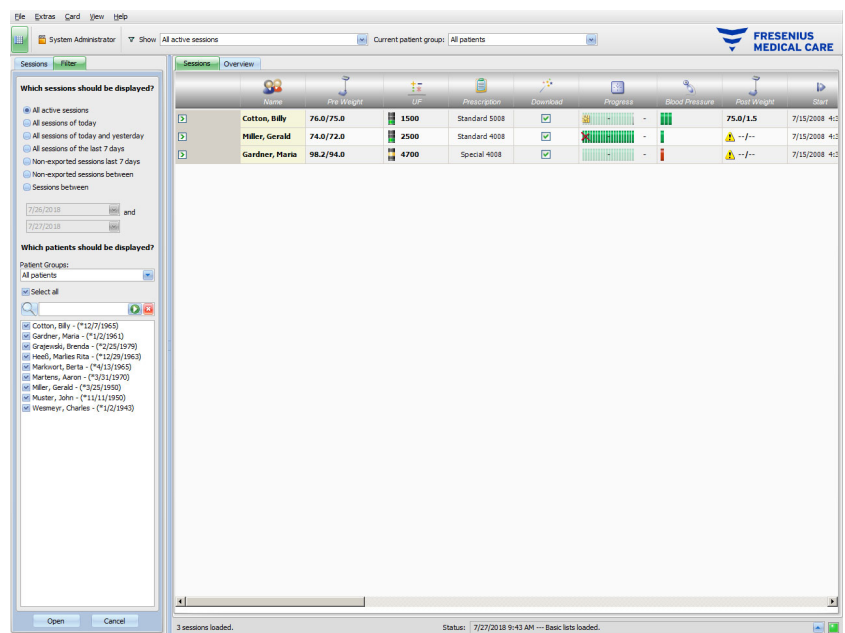 File Extras Card View Help
System Administrator Show All active sessions Current patient group: All patients
FRESENIUS
MEDICAL CARE
Sessions Filter
Which sessions should be displayed?
All active sessions
All sessions of today
All sessions of today and yesterday
All sessions of the last 7 days
Non-exported sessions last 7 days
Non-exported sessions between
Sessions between
7/26/2018 and
7/27/2018
Which patients should be displayed?
Patient Groups:
All patients
Select all
Cotton, Billy - (*12/7/1965)
Gardner, Maria - (*1/2/1961)
Grajewski, Brenda - (*2/25/1979)
Heeß, Marlies Rita - (*12/29/1963)
Markwort, Berta - (*4/13/1965)
Martens, Aaron - (*3/31/1970)
Miller, Gerald - (*3/25/1950)
Muster, John - (*11/11/1950)
Wesmeyr, Charles - (*1/2/1943)
Open Cancel
Sessions Overview
Name Pre Weight UF Prescription Download Progress Blood Pressure Post Weight Start
Cotton, Billy 76.0/75.0 1500 Standard 5008 - - 75.0/1.5 7/15/2008 4:3
Miller, Gerald 74.0/72.0 2500 Standard 4008 - - --/-- 7/15/2008 4:3
Gardner, Maria 98.2/94.0 4700 Special 4008 - - --/-- 7/15/2008 4:3
3 sessions loaded. Status: 7/27/2018 9:43 AM --- Basic lists loaded.